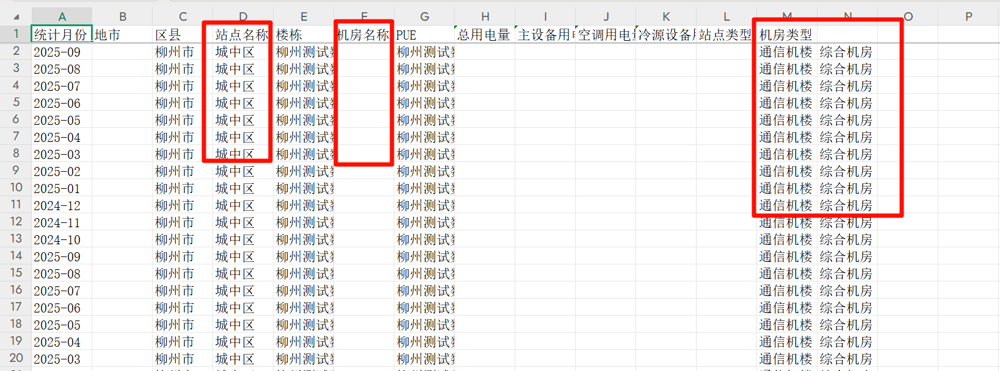 A B C D E F G H I J K L M N O P
1 统计月份 地市 区县 站点名称 楼栋 机房名称 PUE 总用电量 主设备用 空调用电 冷源设备 站点类型 机房类型
2 2025-09 柳州市 城中区 柳州测试 柳州测试 通信机楼 综合机房
3 2025-08 柳州市 城中区 柳州测试 柳州测试 通信机楼 综合机房
4 2025-07 柳州市 城中区 柳州测试 柳州测试 通信机楼 综合机房
5 2025-06 柳州市 城中区 柳州测试 柳州测试 通信机楼 综合机房
6 2025-05 柳州市 城中区 柳州测试 柳州测试 通信机楼 综合机房
7 2025-04 柳州市 城中区 柳州测试 柳州测试 通信机楼 综合机房
8 2025-03 柳州市 城中区 柳州测试 柳州测试 通信机楼 综合机房
9 2025-02 柳州市 城中区 柳州测试 柳州测试 通信机楼 综合机房
10 2025-01 柳州市 城中区 柳州测试 柳州测试 通信机楼 综合机房
11 2024-12 柳州市 城中区 柳州测试 柳州测试 通信机楼 综合机房
12 2024-11 柳州市 城中区 柳州测试 柳州测试 通信机楼 综合机房
13 2024-10 柳州市 城中区 柳州测试 柳州测试 通信机楼 综合机房
14 2025-09 柳州市 城中区 柳州测试 柳州测试 通信机楼 综合机房
15 2025-08 柳州市 城中区 柳州测试 柳州测试 通信机楼 综合机房
16 2025-07 柳州市 城中区 柳州测试 柳州测试 通信机楼 综合机房
17 2025-06 柳州市 城中区 柳州测试 柳州测试 通信机楼 综合机房
18 2025-05 柳州市 城中区 柳州测试 柳州测试 通信机楼 综合机房
19 2025-04 柳州市 城中区 柳州测试 柳州测试 通信机楼 综合机房
20 2025-03 柳州市 城中区 柳州测试 柳州测试 通信机楼 综合机房